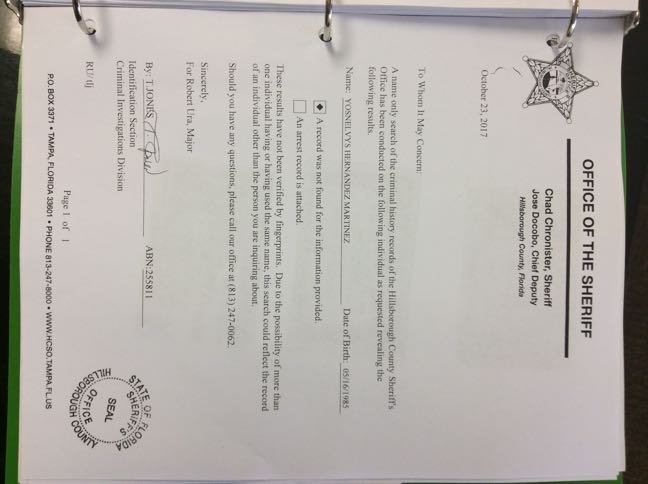 OFFICE OF THE SHERIFF
Chad Chronister, Sheriff
Jose Docobo, Chief Deputy
Hillsborough County, Florida
October 23, 2017
To Whom It May Concern:
A name only search of the criminal history records of the Hillsborough County Sheriff's
Office has been conducted on the following individual as requested revealing the
following results.
Name: YOSNELVYS HERNANDEZ MARTINEZ Date of Birth: 05/16/1985
A record was not found for the information provided.
An arrest record is attached.
These results have not been verified by fingerprints. Due to the possibility of more than
one individual having or having used the same name, this search could reflect the record
of an individual other than the person you are inquiring about.
Should you have any questions, please call our office at (813) 247-0062.
Sincerely,
For Robert Ura, Major
By: T.JONES ABN:255811
Identification Section
Criminal Investigations Division
RU/
Page 1 of 1
STATE OF FLORIDA
SHERIFF'S
SEAL
OFFICE
HILLSBOROUGH COUNTY
P.O. BOX 3371 • TAMPA, FLORIDA 33601 • PHONE 813-247-8000 • WWW.HCSO.TAMPA.FL.US